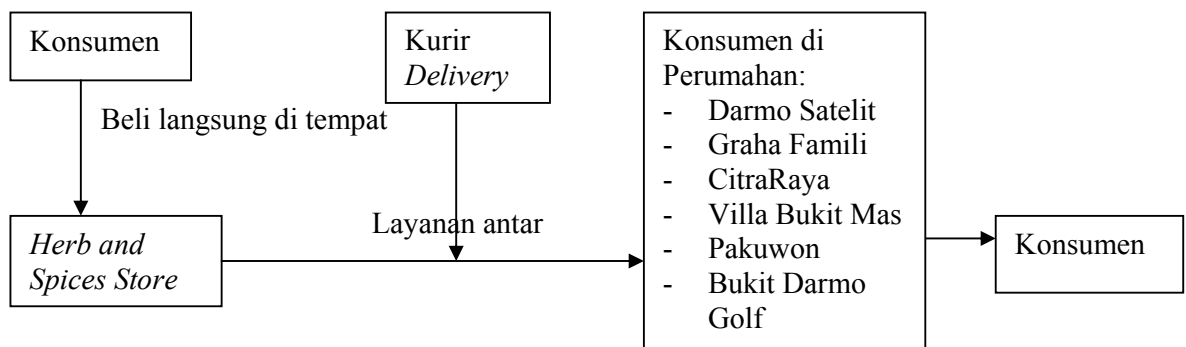 Konsumen
Kurir
Delivery
Konsumen di
Perumahan:
- Darmo Satelit
- Graha Famili
- CitraRaya
- Villa Bukit Mas
- Pakuwon
- Bukit Darmo
Golf
Beli langsung di tempat
Layanan antar
Herb and
Spices Store
Konsumen